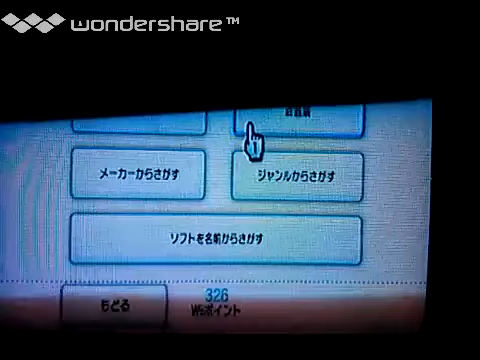 wondershare™
メーカーからさがす
ジャンルからさがす
ソフトを名前からさがす
もどる
326
Wiiポイント